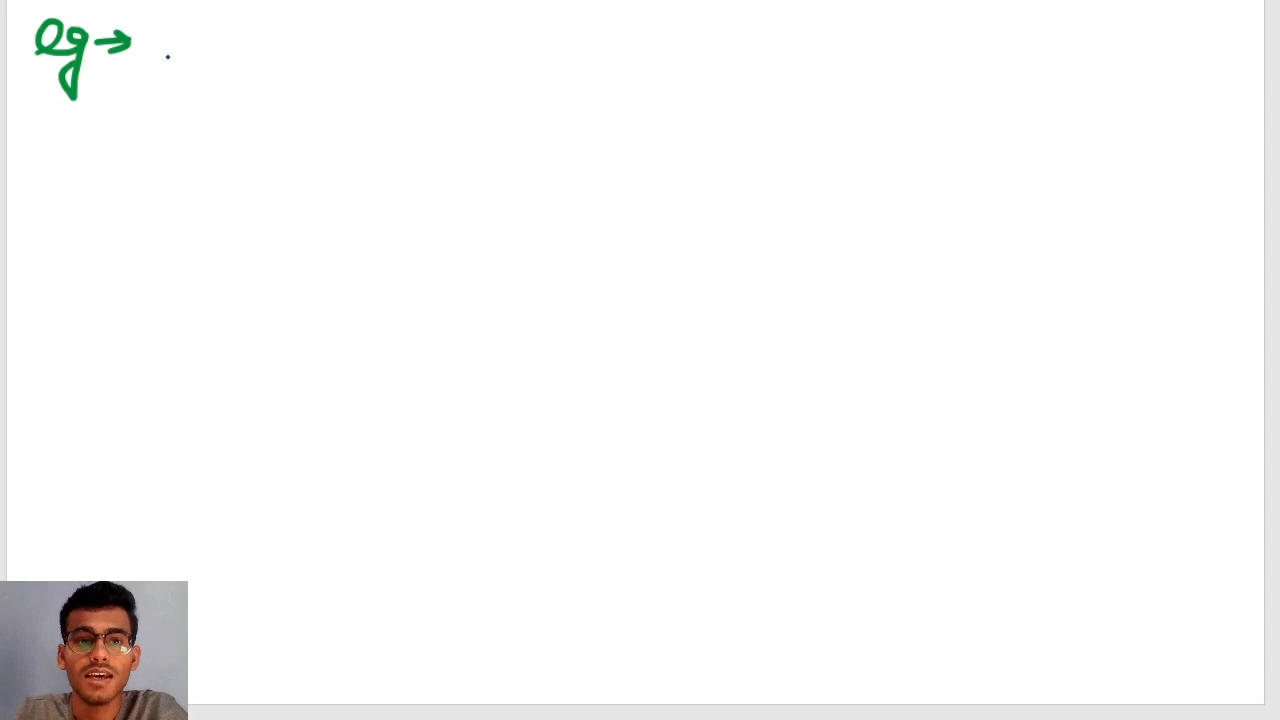 eg →